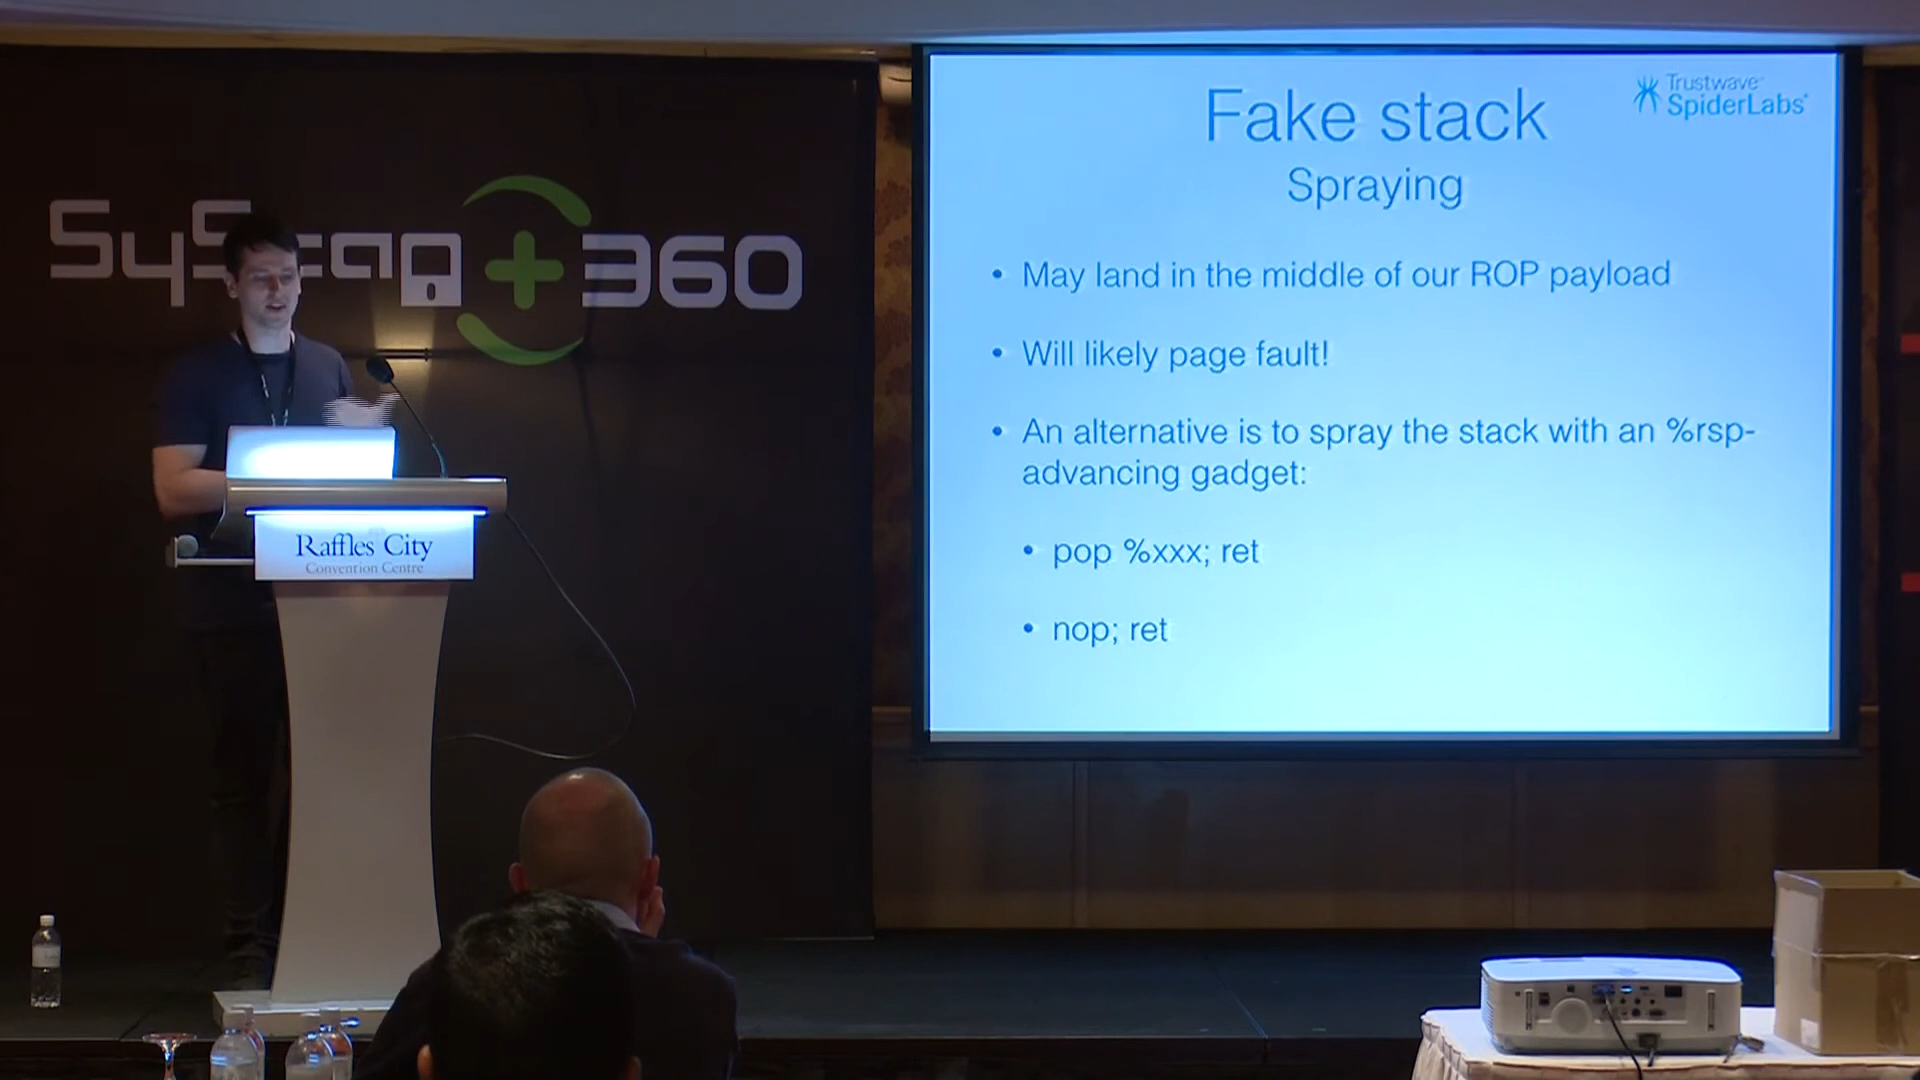 SyScan+360
Trustwave®
SpiderLabs®
Fake stack
Spraying
• May land in the middle of our ROP payload
• Will likely page fault!
• An alternative is to spray the stack with an %rsp-
advancing gadget:
• pop %xxx; ret
• nop; ret
Raffles City
Convention Centre